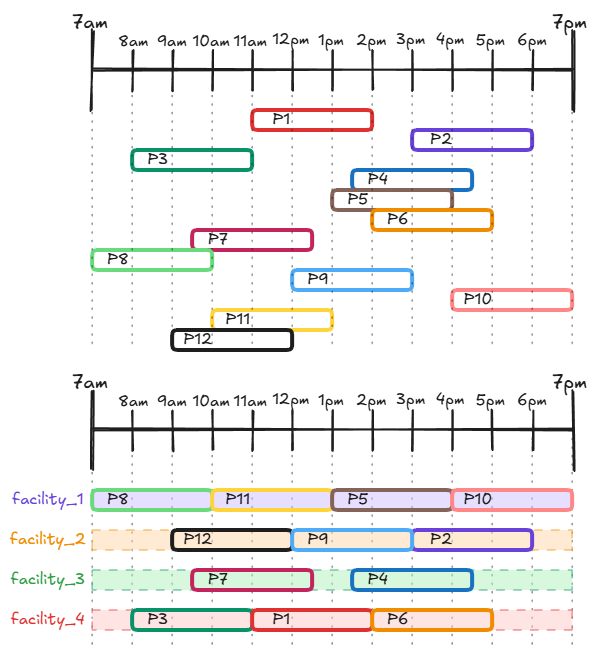 7am 7pm
8am 9am 10am 11am 12pm 1pm 2pm 3pm 4pm 5pm 6pm
P1
P2
P3
P4
P5
P6
P7
P8
P9
P10
P11
P12
7am 7pm
8am 9am 10am 11am 12pm 1pm 2pm 3pm 4pm 5pm 6pm
facility_1 P8 P11 P5 P10
facility_2 P12 P9 P2
facility_3 P7 P4
facility_4 P3 P1 P6